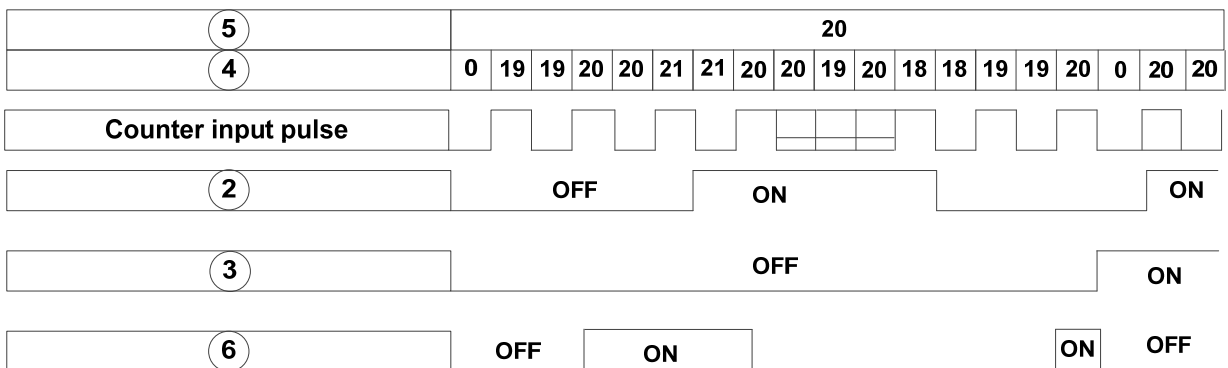 5 20
4 0 19 19 20 20 21 21 20 20 19 20 18 18 19 19 20 0 20 20
Counter input pulse
2 OFF ON ON
3 OFF ON
6 OFF ON ON OFF